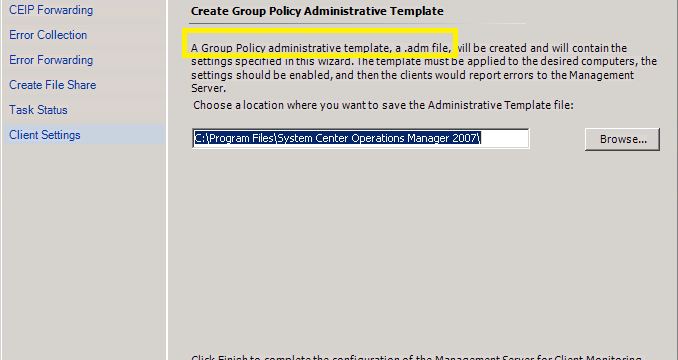 CEIP Forwarding
Error Collection
Error Forwarding
Create File Share
Task Status
Client Settings
Create Group Policy Administrative Template
A Group Policy administrative template, a .adm file, will be created and will contain the
settings specified in this wizard. The template must be applied to the desired computers, the
settings should be enabled, and then the clients would report errors to the Management
Server.
Choose a location where you want to save the Administrative Template file:
C:\Program Files\System Center Operations Manager 2007\
Browse...
Click Finish to complete the configuration of the Management Server for Client Monitoring